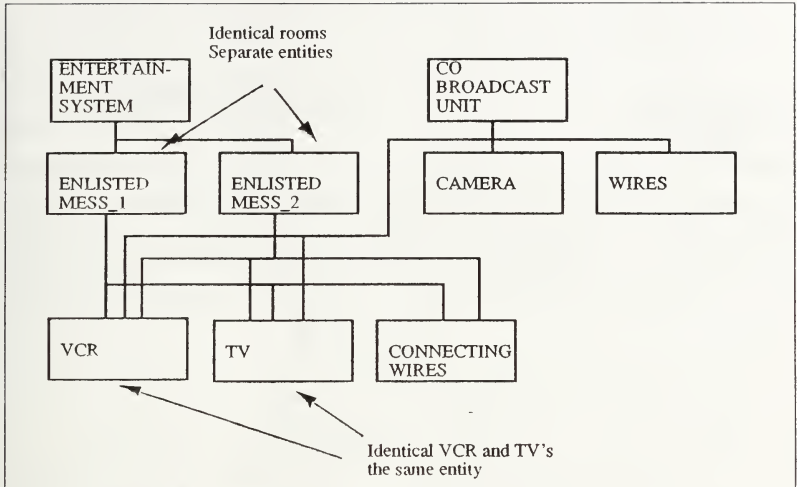 Identical rooms
Separate entities
ENTERTAIN-
MENT
SYSTEM
CO
BROADCAST
UNIT
ENLISTED
MESS_1
ENLISTED
MESS_2
CAMERA
WIRES
VCR
TV
CONNECTING
WIRES
Identical VCR and TV's
the same entity